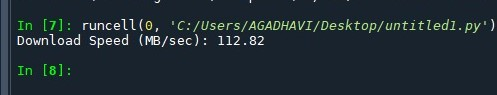 In [7]: runcell(0, 'C:/Users/AGADHAVI/Desktop/untitled1.py')
Download Speed (MB/sec): 112.82
In [8]: